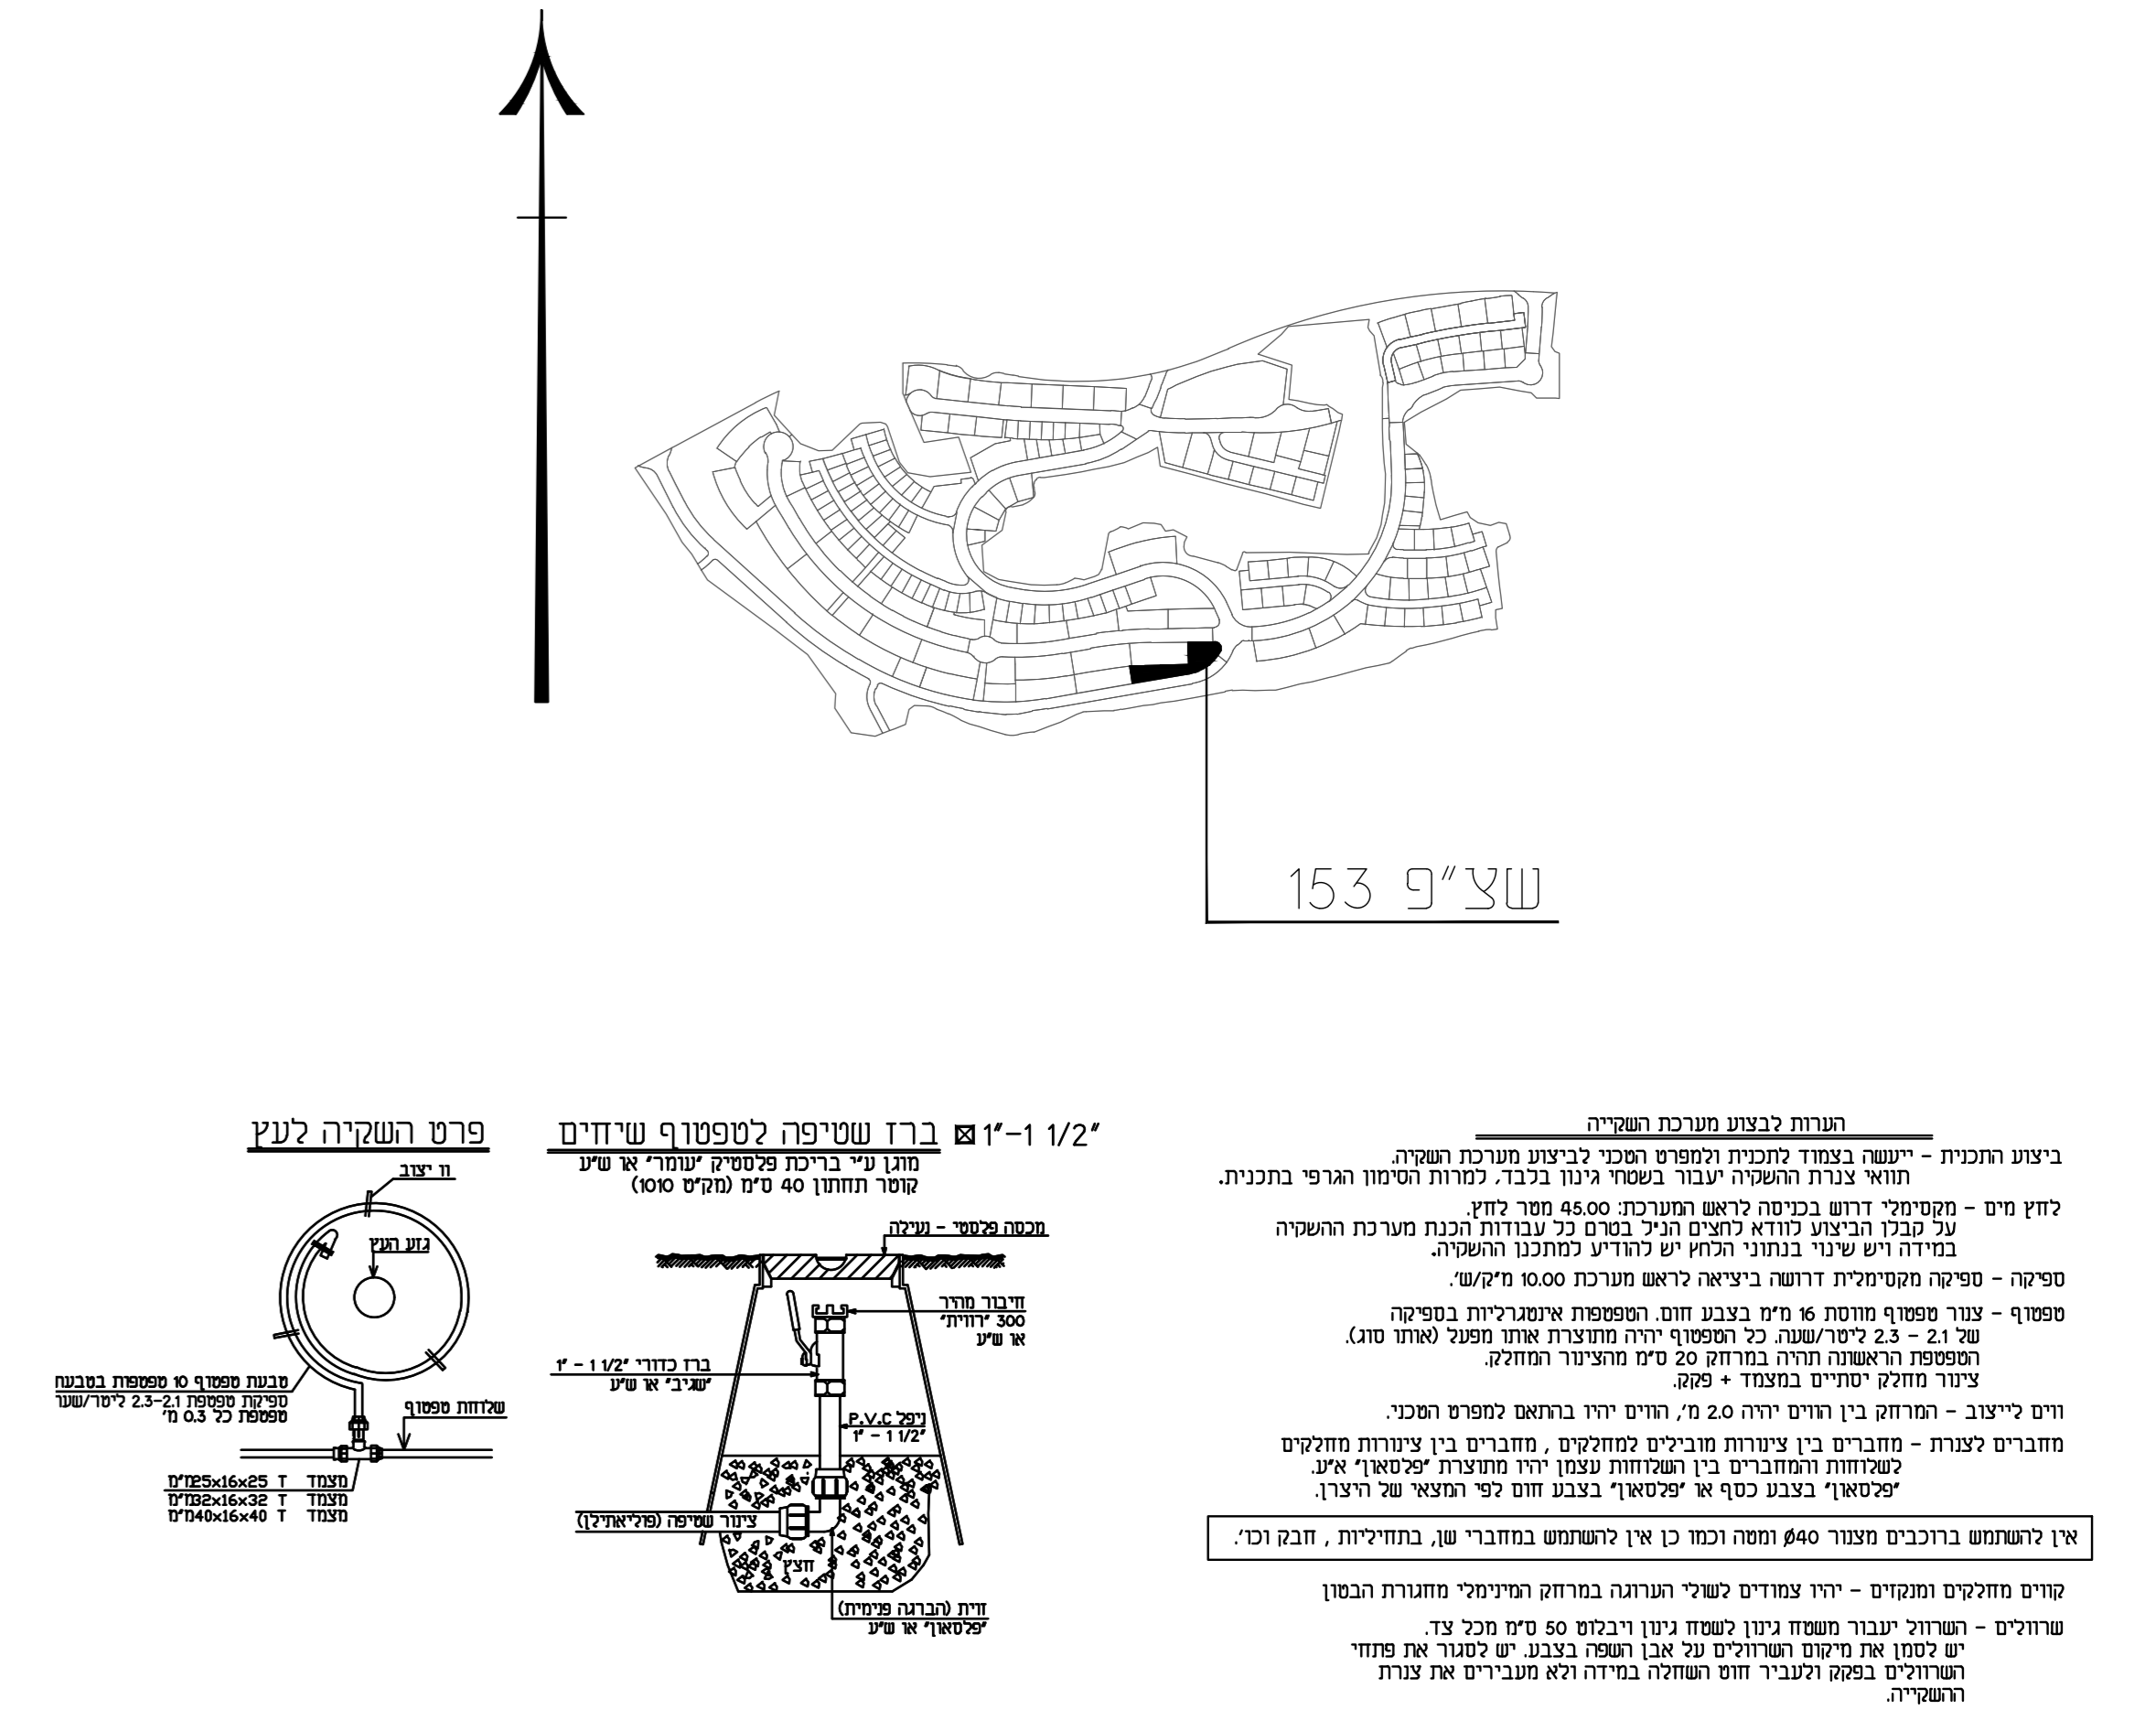 שצ"פ 153
הערות לבצוע מערכת השקייה
ביצוע התכנית - ייעשה בצמוד לתכנית ולמפרט הטכני לביצוע מערכת השקיה.
תוואי צנרת ההשקיה יעבור בשטחי גינון בלבד, למרות הסימון הגרפי בתכנית.
לחץ מים - מקסימלי דרוש בכניסה לראש המערכת: 45.00 מטר לחץ.
על קבלן הביצוע לוודא לחצים הנ"ל בטרם כל עבודות הכנת מערכת ההשקיה
במידה ויש שינוי בנתוני הלחץ יש להודיע למתכנן ההשקיה.
ספיקה - ספיקה מקסימלית דרושה ביציאה לראש מערכת 10.00 מ"ק/ש'.
טפטוף - צנור טפטוף מווסת 16 מ"מ בצבע חום. הטפטפות אינטגרליות בספיקה
של 2.1 - 2.3 ליטר/שעה. כל הטפטוף יהיה מתוצרת אותו מפעל (אותו סוג).
הטפטפת הראשונה תהיה במרחק 20 ס"מ מהצינור המחלק.
צינור מחלק יסתיים במצמד + פקק.
ווים לייצוב - המרחק בין הווים יהיה 2.0 מ', הווים יהיו בהתאם למפרט הטכני.
מחברים לצנרת - מחברים בין צינורות מובילים למחלקים , מחברים בין צינורות מחלקים
לשלוחות והמחברים בין השלוחות עצמן יהיו מתוצרת "פלסאון" א"ע.
"פלסאון" בצבע כסף או "פלסאון" בצבע חום לפי המצאי של היצרן.
אין להשתמש ברוכבים מצנור Ø40 ומטה וכמו כן אין להשתמש במחברי שן, בתחיליות , חבק וכו'.
קווים מחלקים ומנקזים - יהיו צמודים לשולי הערוגה במרחק המינימלי מחגורת הבטון
שרוולים - השרוול יעבור משטח גינון לשטח גינון ויבלוט 50 ס"מ מכל צד.
יש לסמן את מיקום השרוולים על אבן השפה בצבע. יש לסגור את פתחי
השרוולים בפקק ולעביר חוט השחלה במידה ולא מעבירים את צנרת
ההשקייה.
ברז שטיפה לטפטוף שיחים 1"-1 1/2"
מוגן ע"י בריכת פלסטיק "עומר" או ש"ע
קוטר תחתון 40 ס"מ (מק"ט 1010)
מכסה פלסטי - נעילה
חיבור מהיר
300 "רווית"
או ש"ע
ברז כדורי 1" - 1 1/2"
"שגיב" או ש"ע
ניפל P.V.C
1" - 1 1/2"
צינור שטיפה (פוליאתילן)
חצץ
זוית (הברגה פנימית)
"פלסאון" או ש"ע
פרט השקיה לעץ
וו יצוב
גזע העץ
טבעת טפטוף 10 טפטפות בטבעת
ספיקת טפטפת 2.3-2.1 ליטר/שער
טפטפת כל 0.3 מ'
שלוחת טפטוף
מצמד T 25x16x25מ"מ
מצמד T 32x16x32מ"מ
מצמד T 40x16x40מ"מ